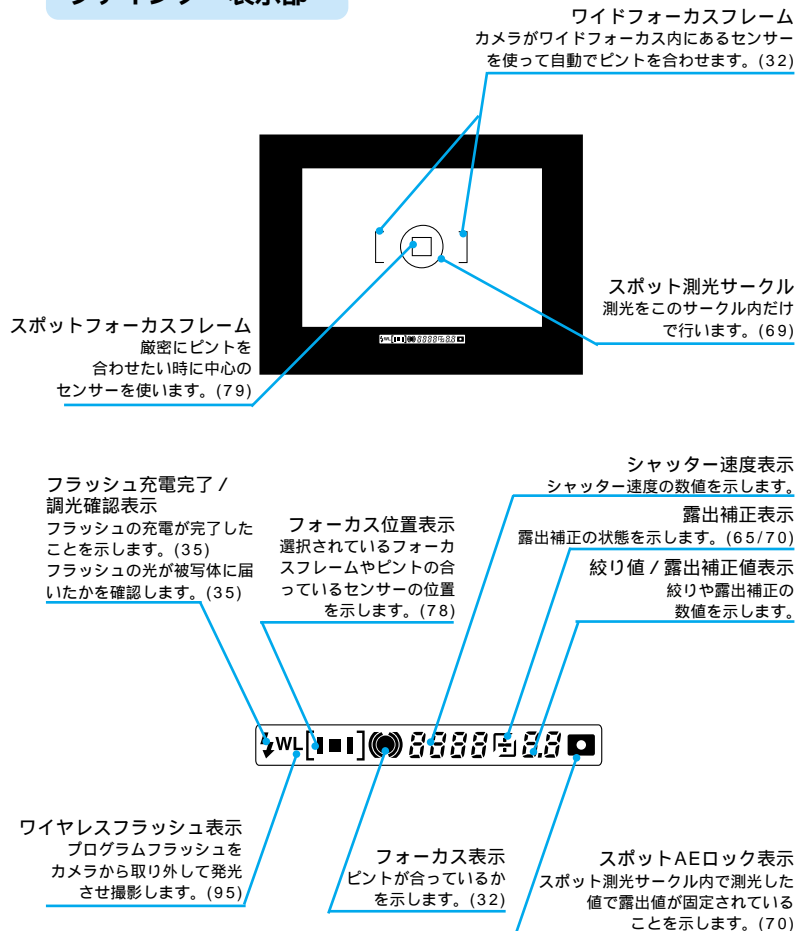 ワイドフォーカスフレーム
カメラがワイドフォーカス内にあるセンサー
を使って自動でピントを合わせます。(32)
スポット測光サークル
測光をこのサークル内だけ
で行います。(69)
スポットフォーカスフレーム
厳密にピントを
合わせたい時に中心の
センサーを使います。(79)
フラッシュ充電完了 /
調光確認表示
フラッシュの充電が完了した
ことを示します。(35)
フラッシュの光が被写体に届
いたかを確認します。(35)
フォーカス位置表示
選択されているフォーカ
スフレームやピントの合
っているセンサーの位置
を示します。(78)
シャッター速度表示
シャッター速度の数値を示します。
露出補正表示
露出補正の状態を示します。(65/70)
絞り値 / 露出補正値表示
絞りや露出補正の
数値を示します。
WL 8888 8.8
ワイヤレスフラッシュ表示
プログラムフラッシュを
カメラから取り外して発光
させ撮影します。(95)
フォーカス表示
ピントが合っているか
を示します。(32)
スポットAEロック表示
スポット測光サークル内で測光した
値で露出値が固定されている
ことを示します。(70)